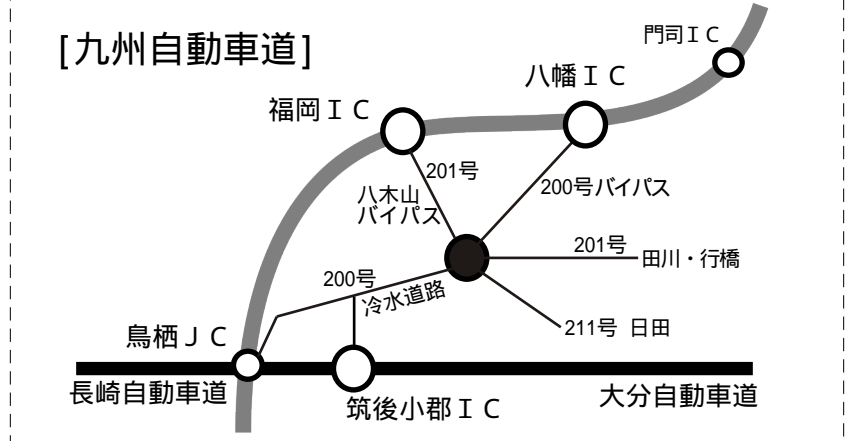 [九州自動車道]
門司ＩＣ
八幡ＩＣ
福岡ＩＣ
201号
八木山
バイパス
200号バイパス
201号
田川・行橋
200号
冷水道路
211号 日田
鳥栖ＪＣ
長崎自動車道
筑後小郡ＩＣ
大分自動車道